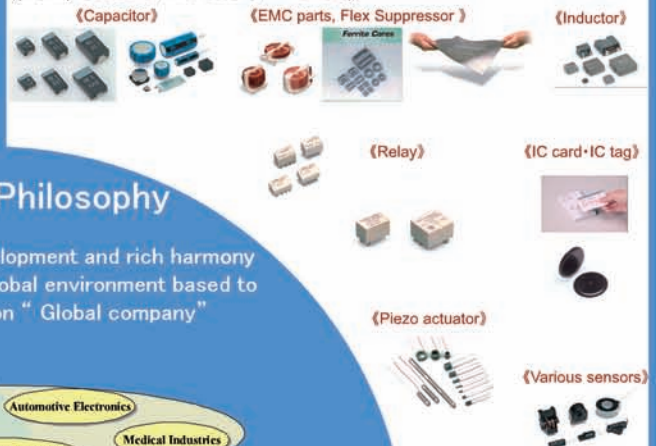 《Capacitor》
《EMC parts, Flex Suppressor 》
《Inductor》
Ferrite Cores
《Relay》
《IC card・IC tag》
Philosophy
lopment and rich harmony
obal environment based to
on “ Global company”
《Piezo actuator》
《Various sensors》
Automotive Electronics
Medical Industries